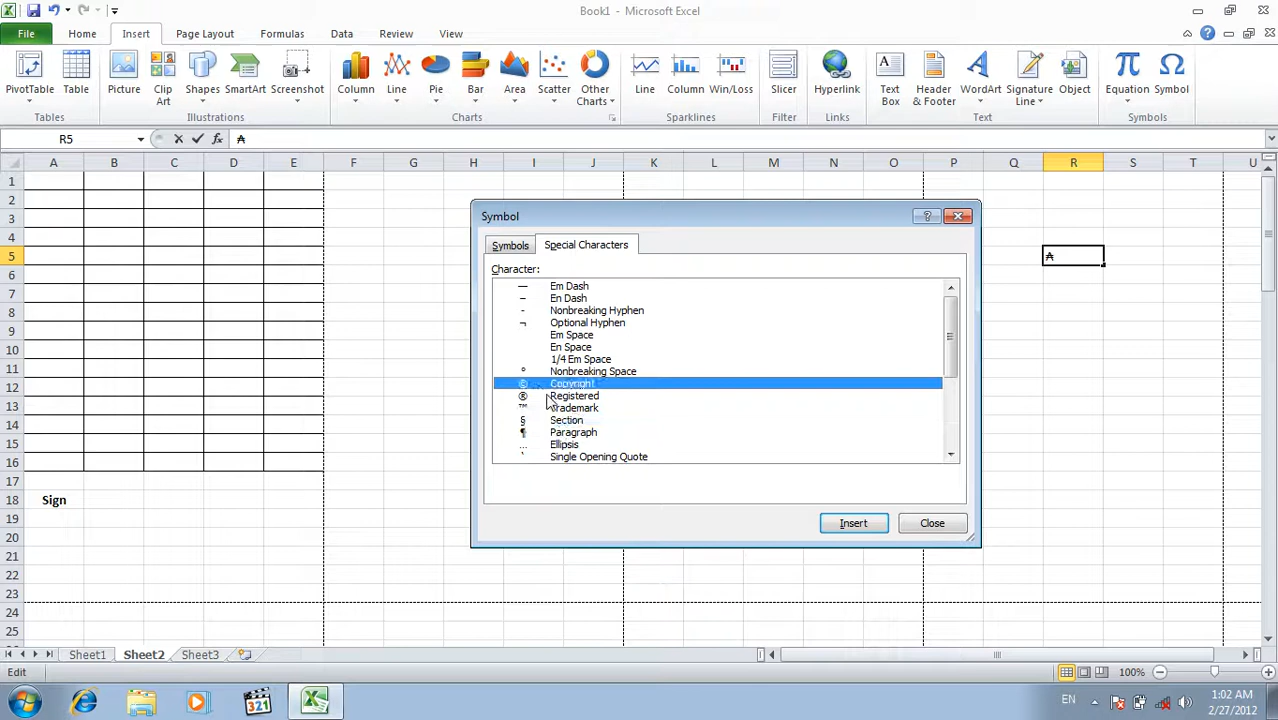 Book1 - Microsoft Excel
File Home Insert Page Layout Formulas Data Review View
PivotTable Table Picture Clip Art Shapes SmartArt Screenshot Column Line Pie Bar Area Scatter Other Charts Line Column Win/Loss Slicer Hyperlink Text Box Header & Footer WordArt Signature Line Object Equation Symbol
Tables Illustrations Charts Sparklines Filter Links Text Symbols
R5 fx ₳
A B C D E F G H I J K L M N O P Q R S T U
1
2
3
4
5 ₳
6
7
8
9
10
11
12
13
14
15
16
17
18 Sign
19
20
21
22
23
24
25
Symbol ?
Symbols Special Characters
Character:
— Em Dash
– En Dash
- Nonbreaking Hyphen
¬ Optional Hyphen
Em Space
En Space
1/4 Em Space
° Nonbreaking Space
© Copyright
® Registered
™ Trademark
§ Section
¶ Paragraph
… Ellipsis
‛ Single Opening Quote
Insert Close
Sheet1 Sheet2 Sheet3
Edit 100%
321 EN 1:02 AM
2/27/2012